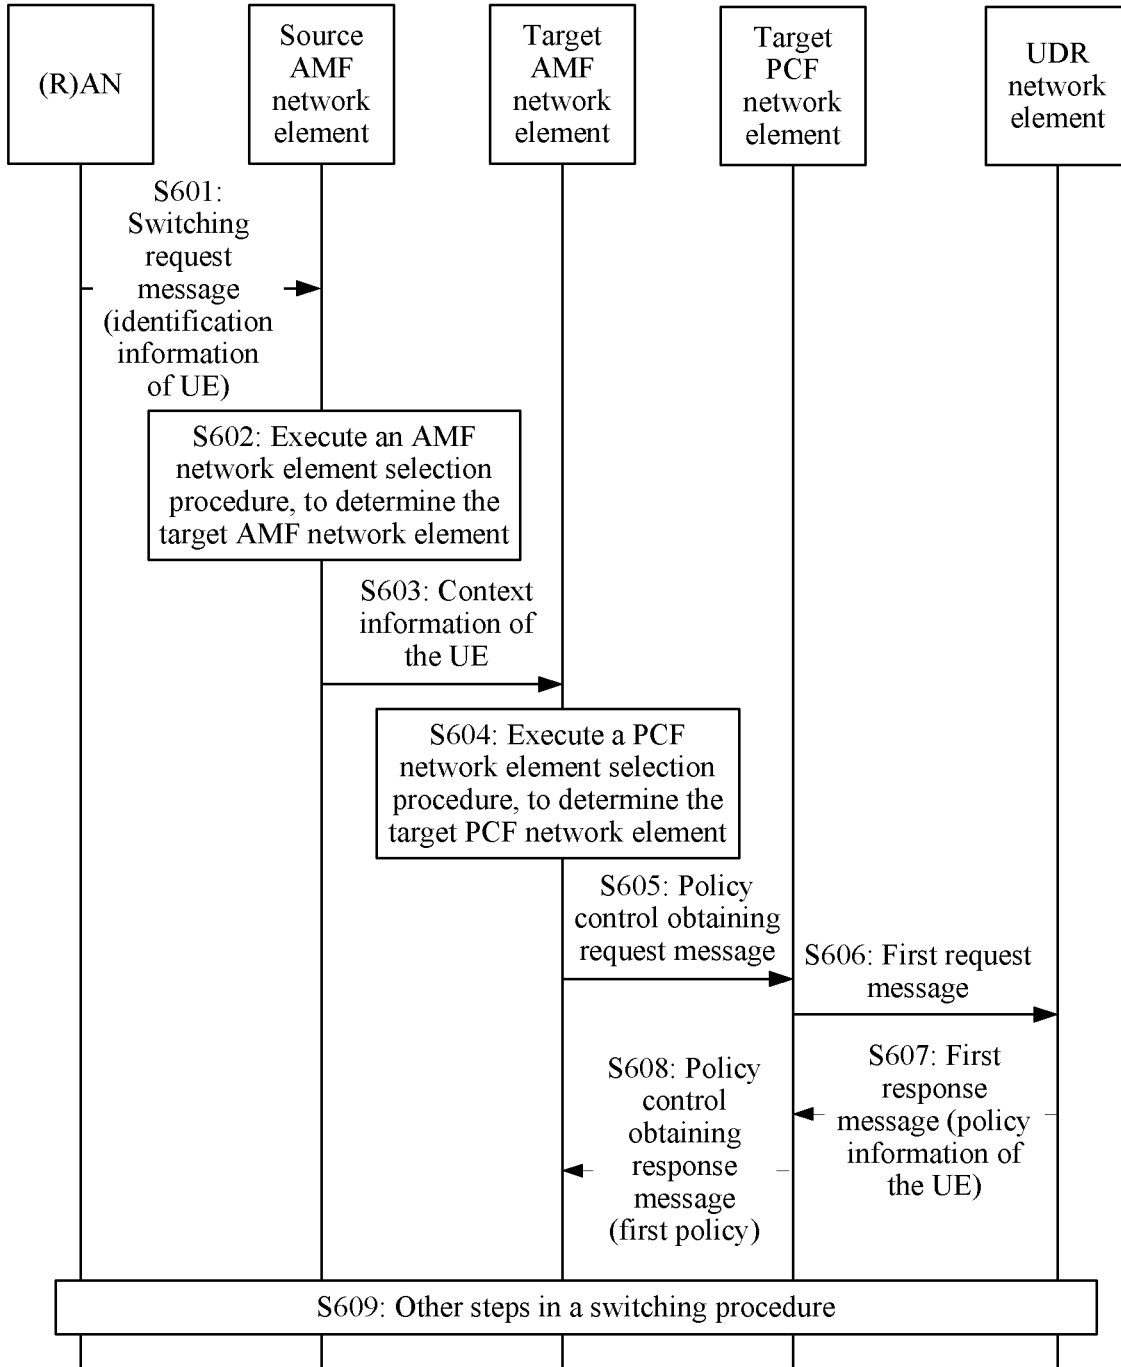 (R)AN
Source
AMF
network
element
Target
AMF
network
element
Target
PCF
network
element
UDR
network
element
S601:
Switching
request
message
(identification
information
of UE)
S602: Execute an AMF
network element selection
procedure, to determine the
target AMF network element
S603: Context
information of
the UE
S604: Execute a PCF
network element selection
procedure, to determine the
target PCF network element
S605: Policy
control obtaining
request message
S606: First request
message
S607: First
response
message (policy
information of
the UE)
S608: Policy
control
obtaining
response
message
(first policy)
S609: Other steps in a switching procedure